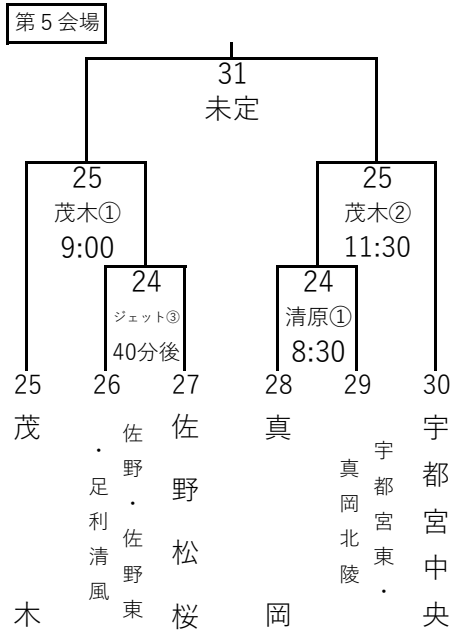 第5会場
31
未定
25
茂木①
9:00
25
茂木②
11:30
24
ジェット③
40分後
24
清原①
8:30
25
26
27
28
29
30
茂木
佐野・佐野東
・足利清風
佐野松桜
真岡
宇都宮東・
真岡北陵
宇都宮中央